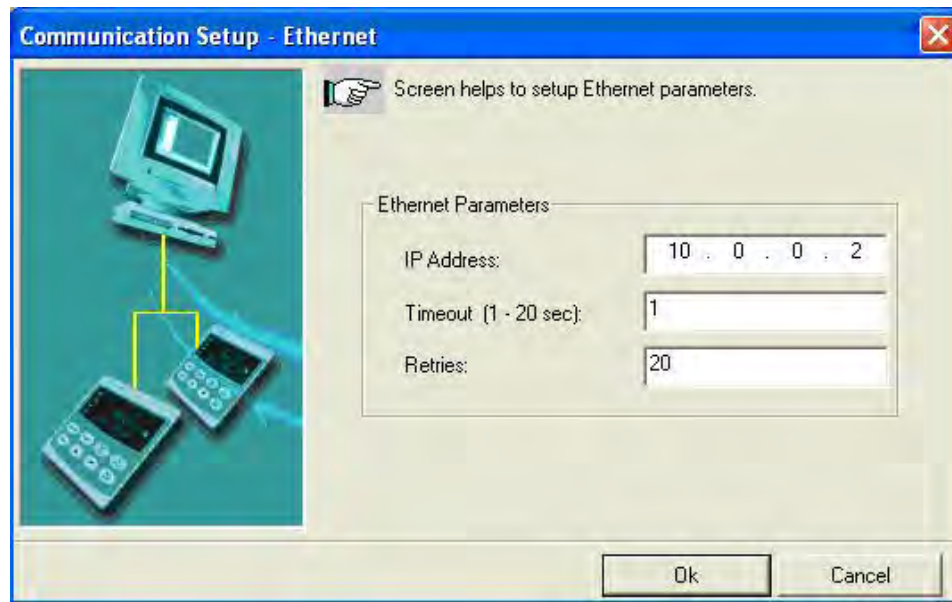 Communication Setup - Ethernet
Screen helps to setup Ethernet parameters.
Ethernet Parameters
IP Address: 10 . 0 . 0 . 2
Timeout (1 - 20 sec): 1
Retries: 20
Ok Cancel